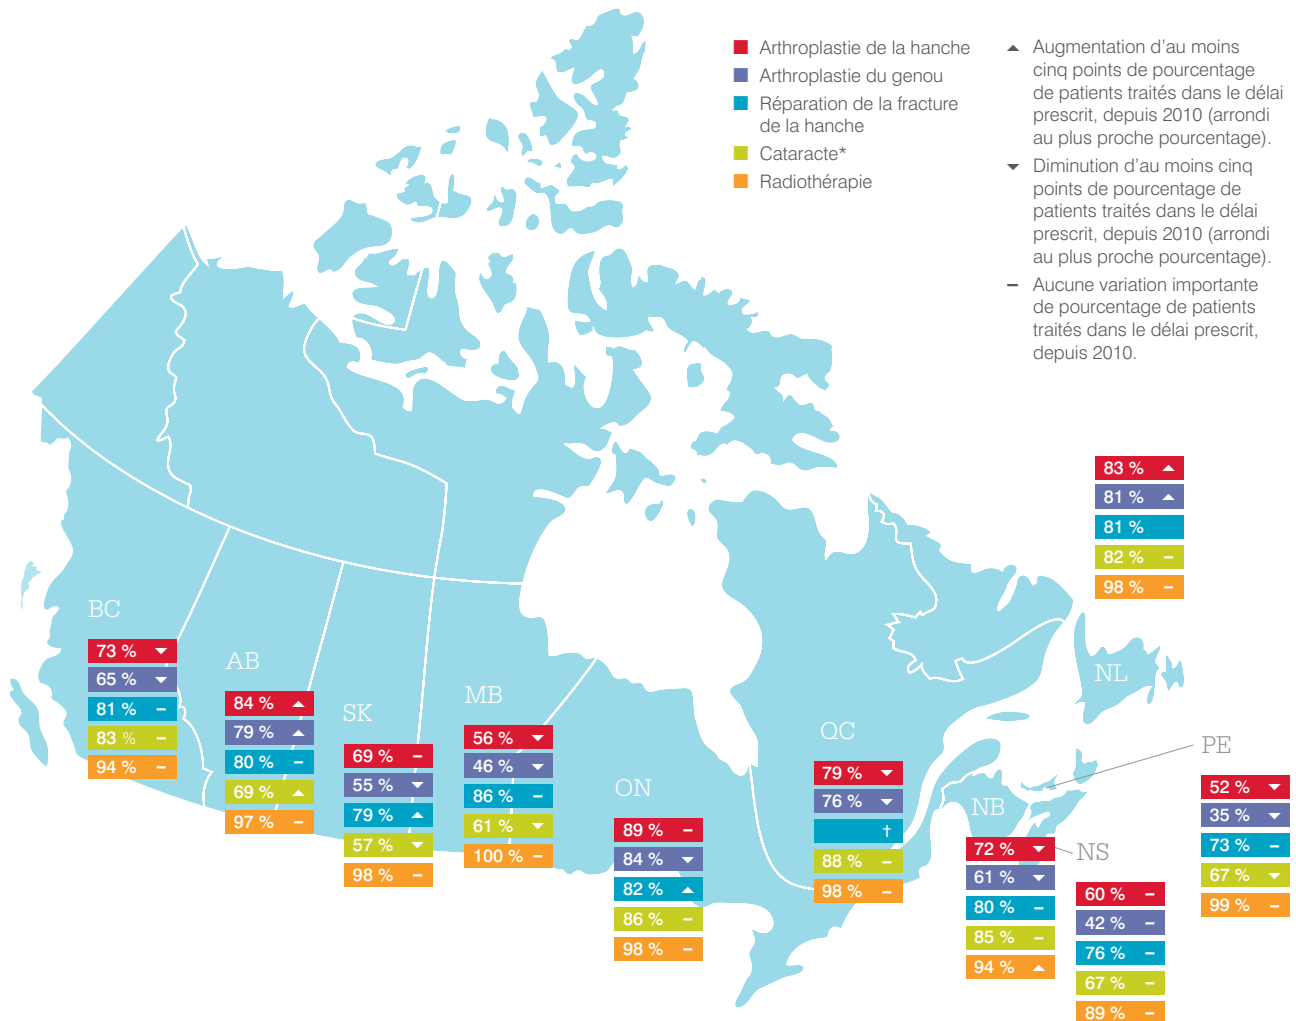 Arthroplastie de la hanche
Arthroplastie du genou
Réparation de la fracture
de la hanche
Cataracte*
Radiothérapie
Augmentation d'au moins
cinq points de pourcentage
de patients traités dans le délai
prescrit, depuis 2010 (arrondi
au plus proche pourcentage).
Diminution d'au moins cinq
points de pourcentage de
patients traités dans le délai
prescrit, depuis 2010 (arrondi
au plus proche pourcentage).
– Aucune variation importante
de pourcentage de patients
traités dans le délai prescrit,
depuis 2010.
BC
73 %
65 %
81 % –
83 % –
94 % –
AB
84 %
79 %
80 % –
69 %
97 % –
SK
69 % –
55 %
79 %
57 %
98 % –
MB
56 %
46 %
86 % –
61 %
100 % –
ON
89 % –
84 %
82 %
86 % –
98 % –
QC
79 %
76 %
†
88 % –
98 % –
NB
72 %
61 %
80 % –
85 % –
94 %
NS
60 % –
42 % –
76 % –
67 % –
89 % –
PE
52 %
35 %
73 % –
67 %
99 % –
NL
83 %
81 %
81 %
82 % –
98 % –